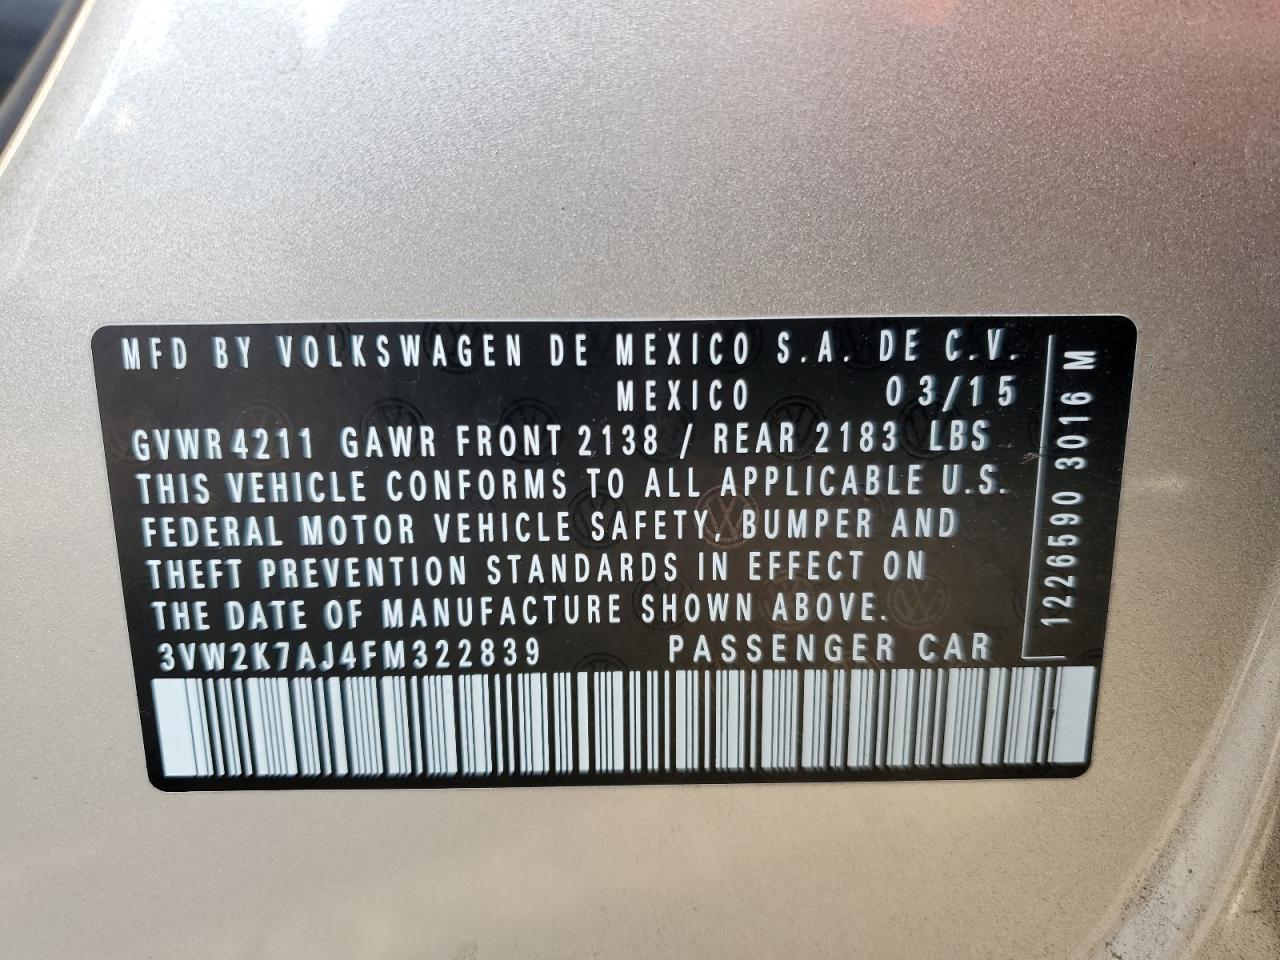 MFD BY VOLKSWAGEN DE MEXICO S.A. DE C.V.
MEXICO 03/15
GVWR 4211 GAWR FRONT 2138 / REAR 2183 LBS
THIS VEHICLE CONFORMS TO ALL APPLICABLE U.S.
FEDERAL MOTOR VEHICLE SAFETY, BUMPER AND
THEFT PREVENTION STANDARDS IN EFFECT ON
THE DATE OF MANUFACTURE SHOWN ABOVE.
3VW2K7AJ4FM322839 PASSENGER CAR
1226590 3016 M